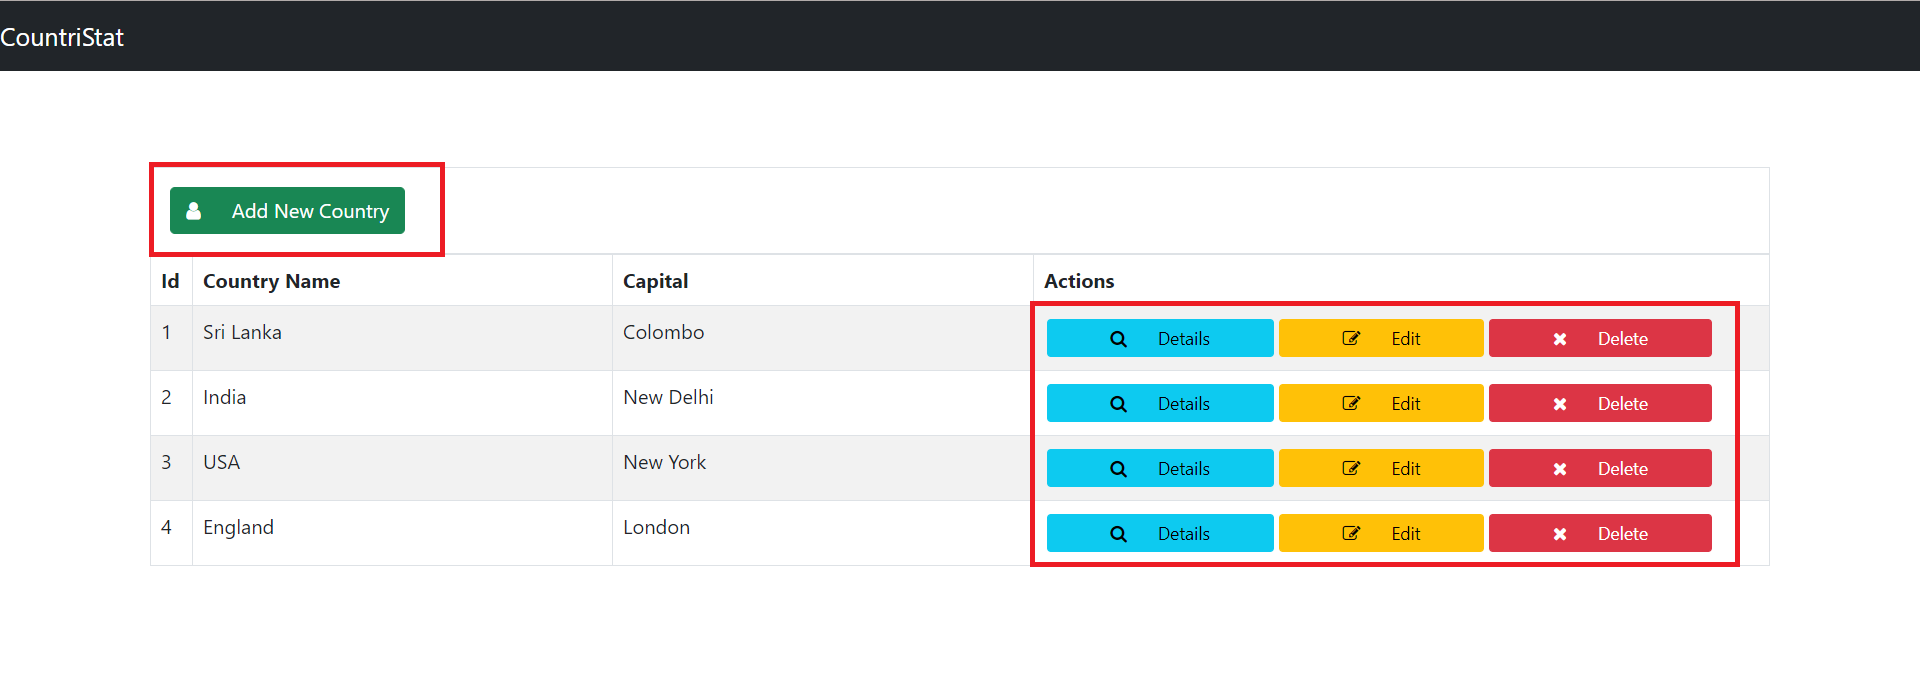 CountriStat
Add New Country
Id Country Name Capital Actions
1 Sri Lanka Colombo Details Edit Delete
2 India New Delhi Details Edit Delete
3 USA New York Details Edit Delete
4 England London Details Edit Delete